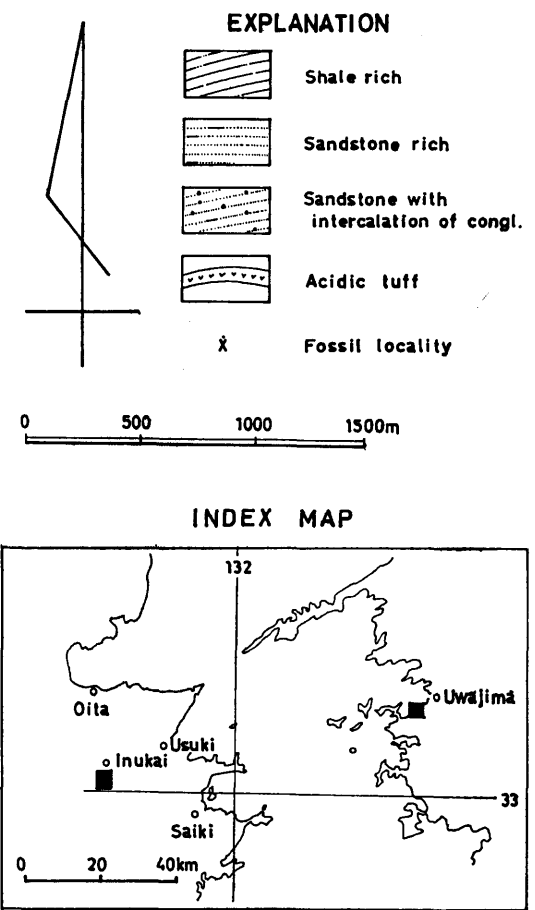 EXPLANATION
Shale rich
Sandstone rich
Sandstone with
intercalation of congl.
Acidic tuff
Ẋ Fossil locality
0 500 1000 1500m
INDEX MAP
132
Uwajima
Oita
Usuki
Inukai
33
Saiki
0 20 40km